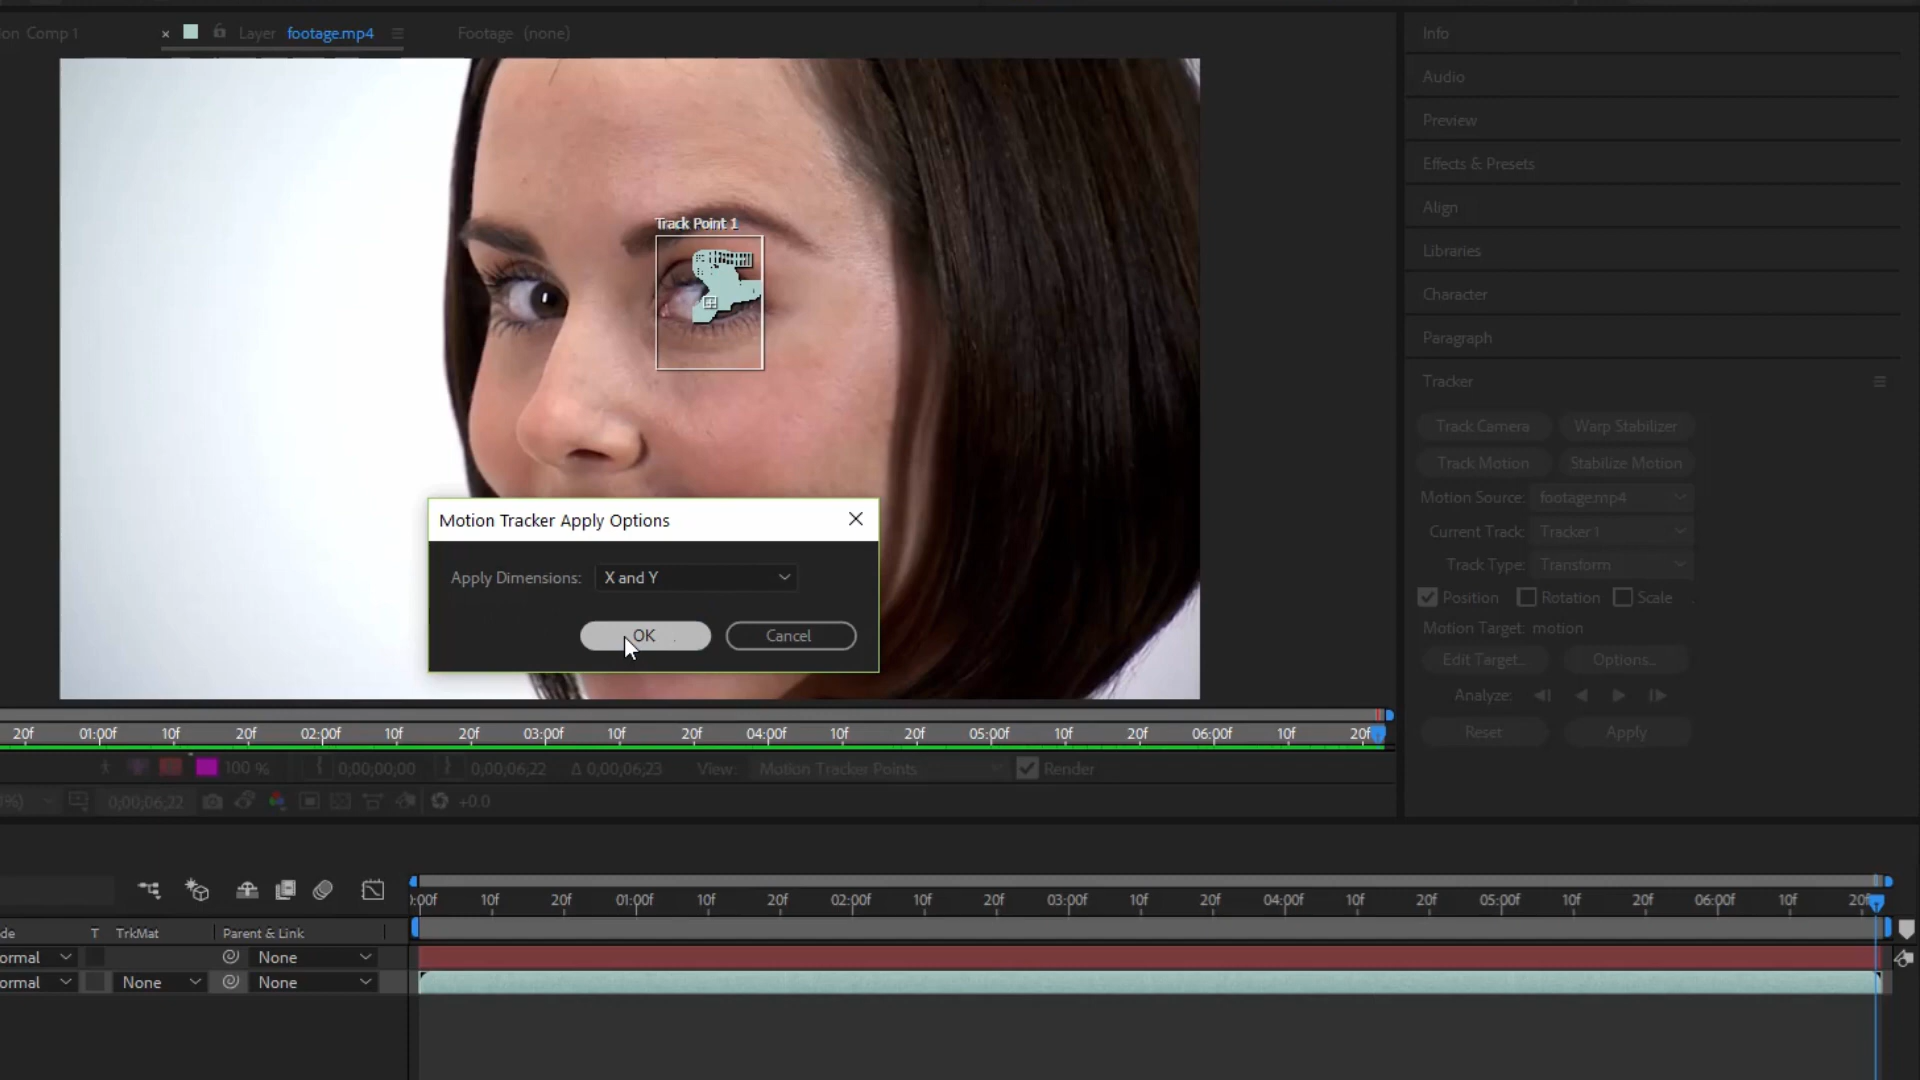 on Comp 1
× Layer footage.mp4
Footage (none)
Info
Audio
Preview
Effects & Presets
Align
Libraries
Character
Paragraph
Tracker
Track Camera Warp Stabilizer
Track Motion Stabilize Motion
Motion Source: footage.mp4
Current Track: Tracker 1
Track Type: Transform
Position Rotation Scale
Motion Target: motion
Edit Target... Options...
Analyze:
Reset Apply
Track Point 1
Motion Tracker Apply Options
Apply Dimensions: X and Y
OK Cancel
20f 01:00f 10f 20f 02:00f 10f 20f 03:00f 10f 20f 04:00f 10f 20f 05:00f 10f 20f 06:00f 10f 20f
100 % 0;00;00;00 0;00;06;22 Δ 0;00;06;23 View: Motion Tracker Points Render
%) 0;00;06;22 +0.0
:00f 10f 20f 01:00f 10f 20f 02:00f 10f 20f 03:00f 10f 20f 04:00f 10f 20f 05:00f 10f 20f 06:00f 10f 20f
de T TrkMat Parent & Link
ormal None
ormal None None